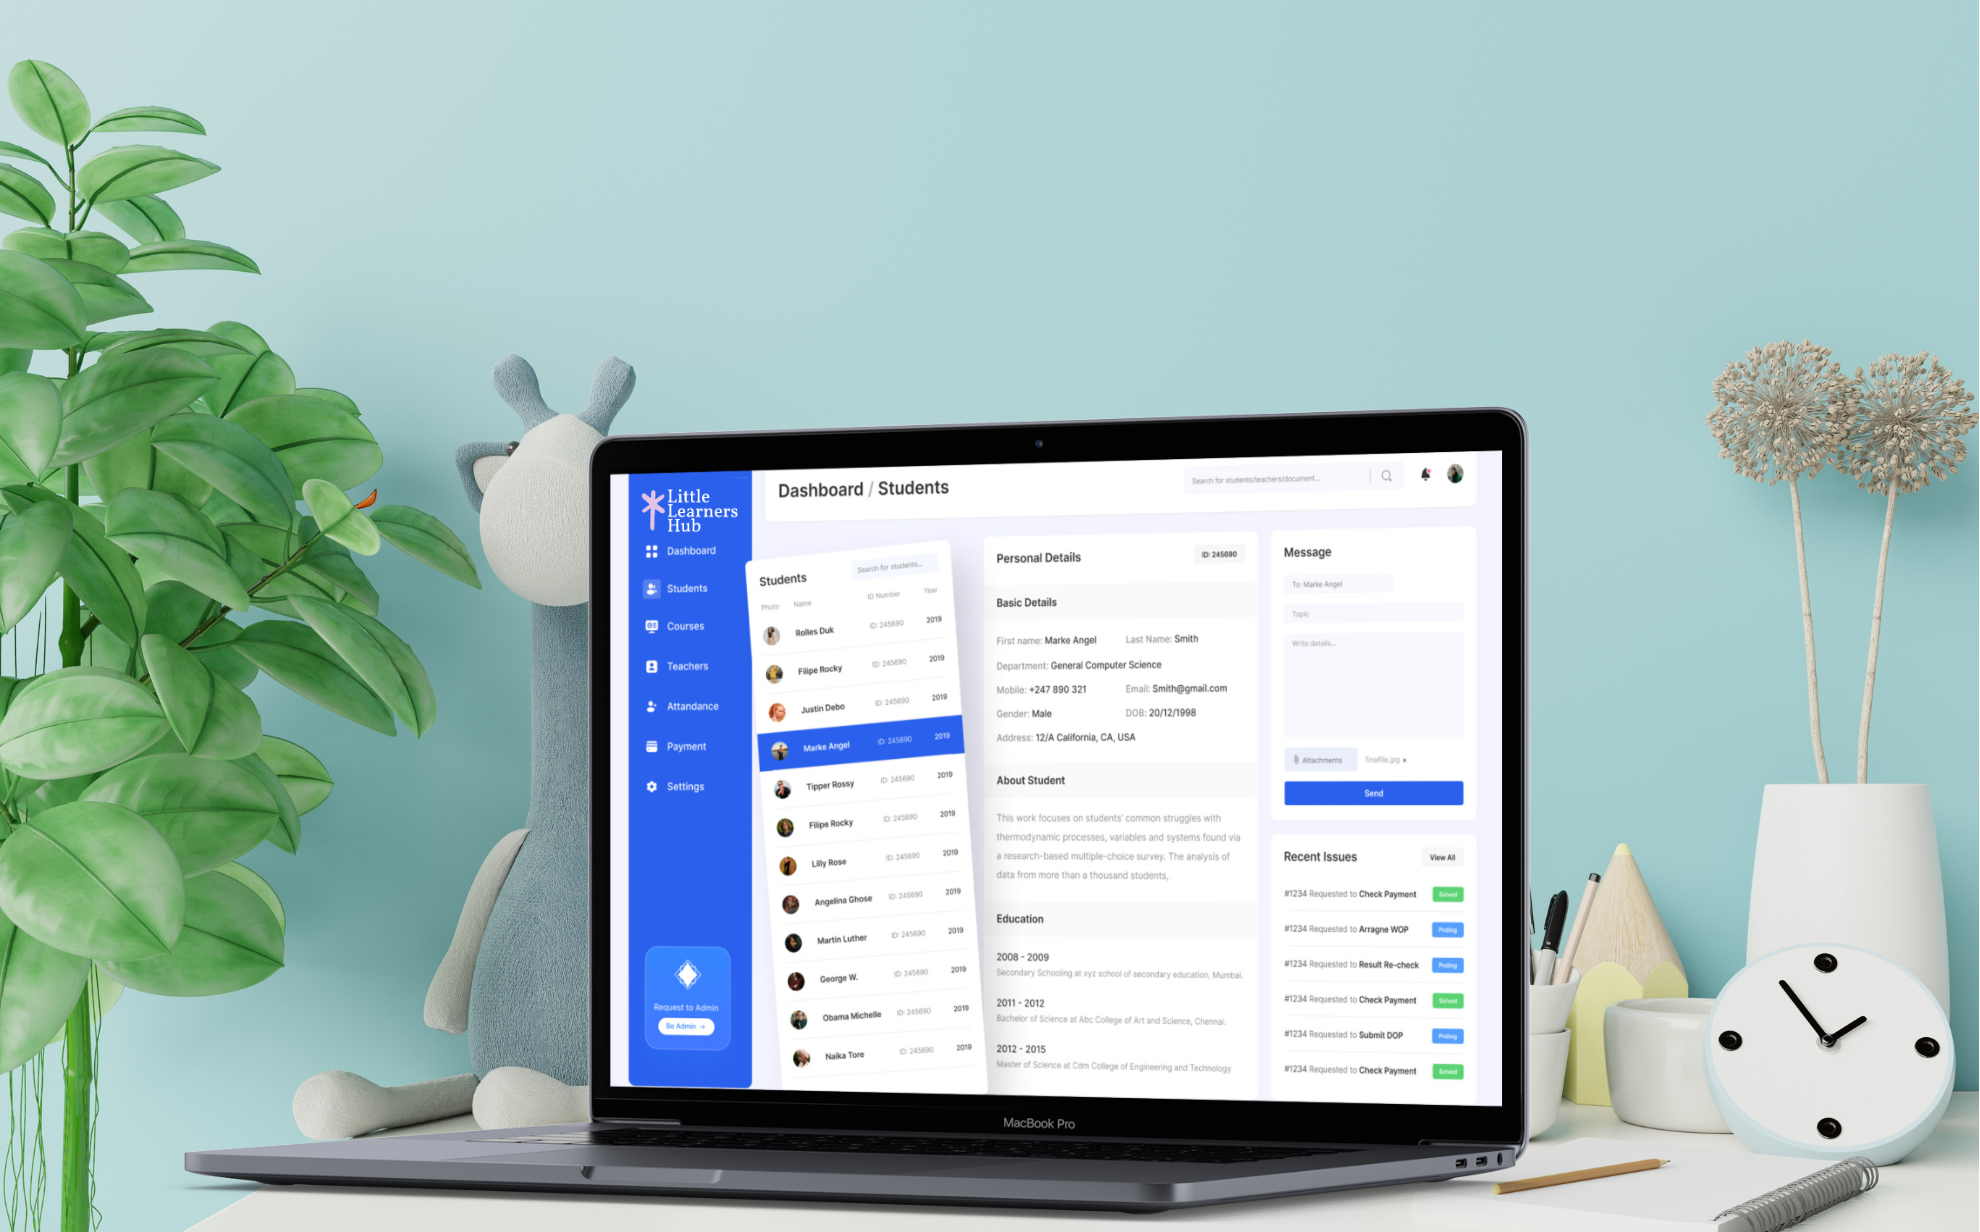 Little
Learners
Hub
Dashboard
Students
Courses
Teachers
Attandance
Payment
Settings
Request to Admin
Be Admin →
Dashboard / Students
Search for students/teachers/document...
Students
Search for students...
Photo Name ID Number Year
Rolles Duk ID: 245690 2019
Filipe Rocky ID: 245690 2019
Justin Debo ID: 245690 2019
Marke Angel ID: 245690 2019
Tipper Rossy ID: 245690 2019
Filipe Rocky ID: 245690 2019
Lilly Rose ID: 245690 2019
Angelina Ghose ID: 245690 2019
Martin Luther ID: 245690 2019
George W. ID: 245690 2019
Obama Michelle ID: 245690 2019
Naika Tore ID: 245690 2019
Personal Details ID: 245690
Basic Details
First name: Marke Angel Last Name: Smith
Department: General Computer Science
Mobile: +247 890 321 Email: Smith@gmail.com
Gender: Male DOB: 20/12/1998
Address: 12/A California, CA, USA
About Student
This work focuses on students' common struggles with
thermodynamic processes, variables and systems found via
a research-based multiple-choice survey. The analysis of
data from more than a thousand students,
Education
2008 - 2009
Secondary Schooling at xyz school of secondary education, Mumbai.
2011 - 2012
Bachelor of Science at Abc College of Art and Science, Chennai.
2012 - 2015
Master of Science at Cdm College of Engineering and Technology
Message
To: Marke Angel
Topic
Write details...
Attachments finalfile.jpg x
Send
Recent Issues View All
#1234 Requested to Check Payment Solved
#1234 Requested to Arragne WOP Pnding
#1234 Requested to Result Re-check Pnding
#1234 Requested to Check Payment Solved
#1234 Requested to Submit DOP Pnding
#1234 Requested to Check Payment Solved
MacBook Pro